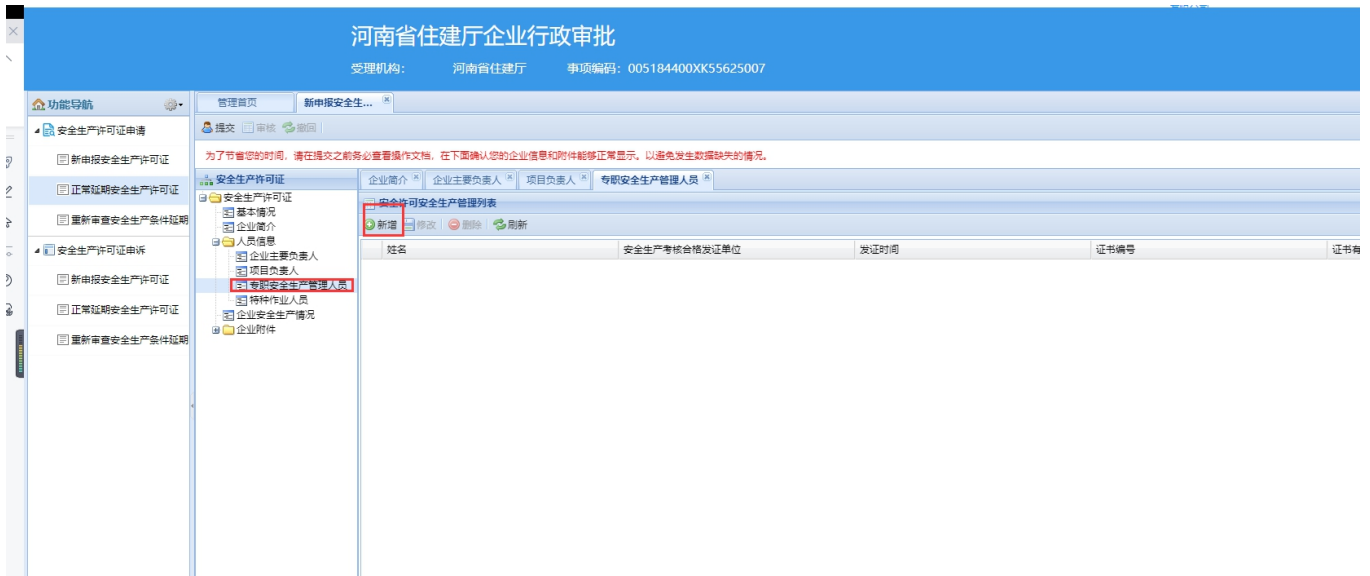 河南省住建厅企业行政审批
受理机构： 河南省住建厅 事项编码：005184400XK55625007
功能导航
安全生产许可证申请
新申报安全生产许可证
正常延期安全生产许可证
重新审查安全生产条件延期
安全生产许可证申诉
新申报安全生产许可证
正常延期安全生产许可证
重新审查安全生产条件延期
管理首页 新申报安全生...
提交 审核 撤回
为了节省您的时间，请在提交之前务必查看操作文档，在下面确认您的企业信息和附件能够正常显示。以避免发生数据缺失的情况。
安全生产许可证
安全生产许可证
基本情况
企业简介
人员信息
企业主要负责人
项目负责人
专职安全生产管理人员
特种作业人员
企业安全生产情况
企业附件
企业简介 企业主要负责人 项目负责人 专职安全生产管理人员
安全许可安全生产管理列表
新增 修改 删除 刷新
姓名 安全生产考核合格发证单位 发证时间 证书编号 证书有